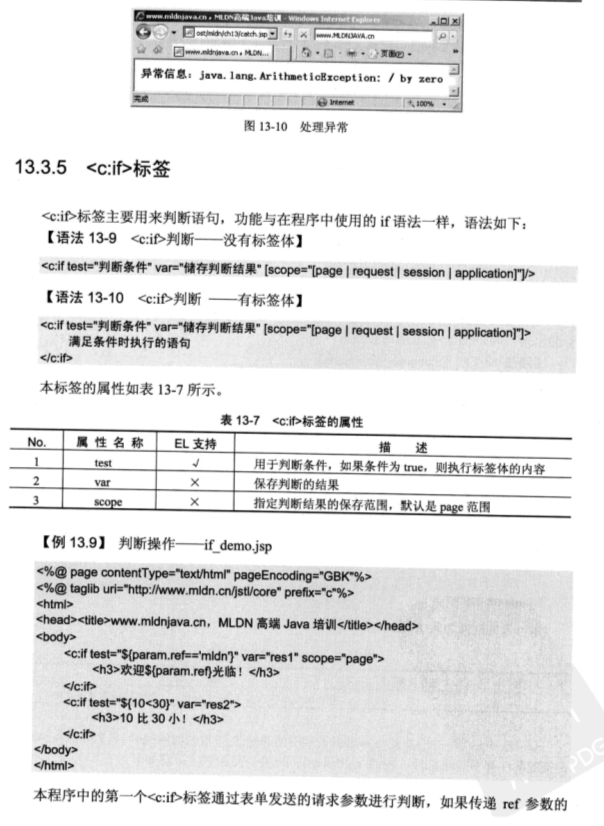 www.mldnjava.cn，MLDN高端Java培训 - Windows Internet Explorer
ost/mldn/ch13/catch.jsp
www.MLDNJAVA.cn
www.mldnjava.cn，MLDN...
页面(P)
异常信息：java.lang.ArithmeticException: / by zero
完成
Internet
100%
图 13-10 处理异常
13.3.5 <c:if>标签
<c:if>标签主要用来判断语句，功能与在程序中使用的 if 语法一样，语法如下：
【语法 13-9 <c:if>判断——没有标签体】
<c:if test="判断条件" var="储存判断结果" [scope="[page | request | session | application]"]/>
【语法 13-10 <c:if>判断 ——有标签体】
<c:if test="判断条件" var="储存判断结果" [scope="[page | request | session | application]"]>
满足条件时执行的语句
</c:if>
本标签的属性如表 13-7 所示。
表 13-7 <c:if>标签的属性
No. 属 性 名 称 EL 支持 描 述
1 test √ 用于判断条件，如果条件为 true，则执行标签体的内容
2 var × 保存判断的结果
3 scope × 指定判断结果的保存范围，默认是 page 范围
【例 13.9】 判断操作——if_demo.jsp
<%@ page contentType="text/html" pageEncoding="GBK"%>
<%@ taglib uri="http://www.mldn.cn/jstl/core" prefix="c"%>
<html>
<head><title>www.mldnjava.cn，MLDN 高端 Java 培训</title></head>
<body>
<c:if test="${param.ref=='mldn'}" var="res1" scope="page">
<h3>欢迎${param.ref}光临！</h3>
</c:if>
<c:if test="${10<30}" var="res2">
<h3>10 比 30 小！</h3>
</c:if>
</body>
</html>
本程序中的第一个<c:if>标签通过表单发送的请求参数进行判断，如果传递 ref 参数的